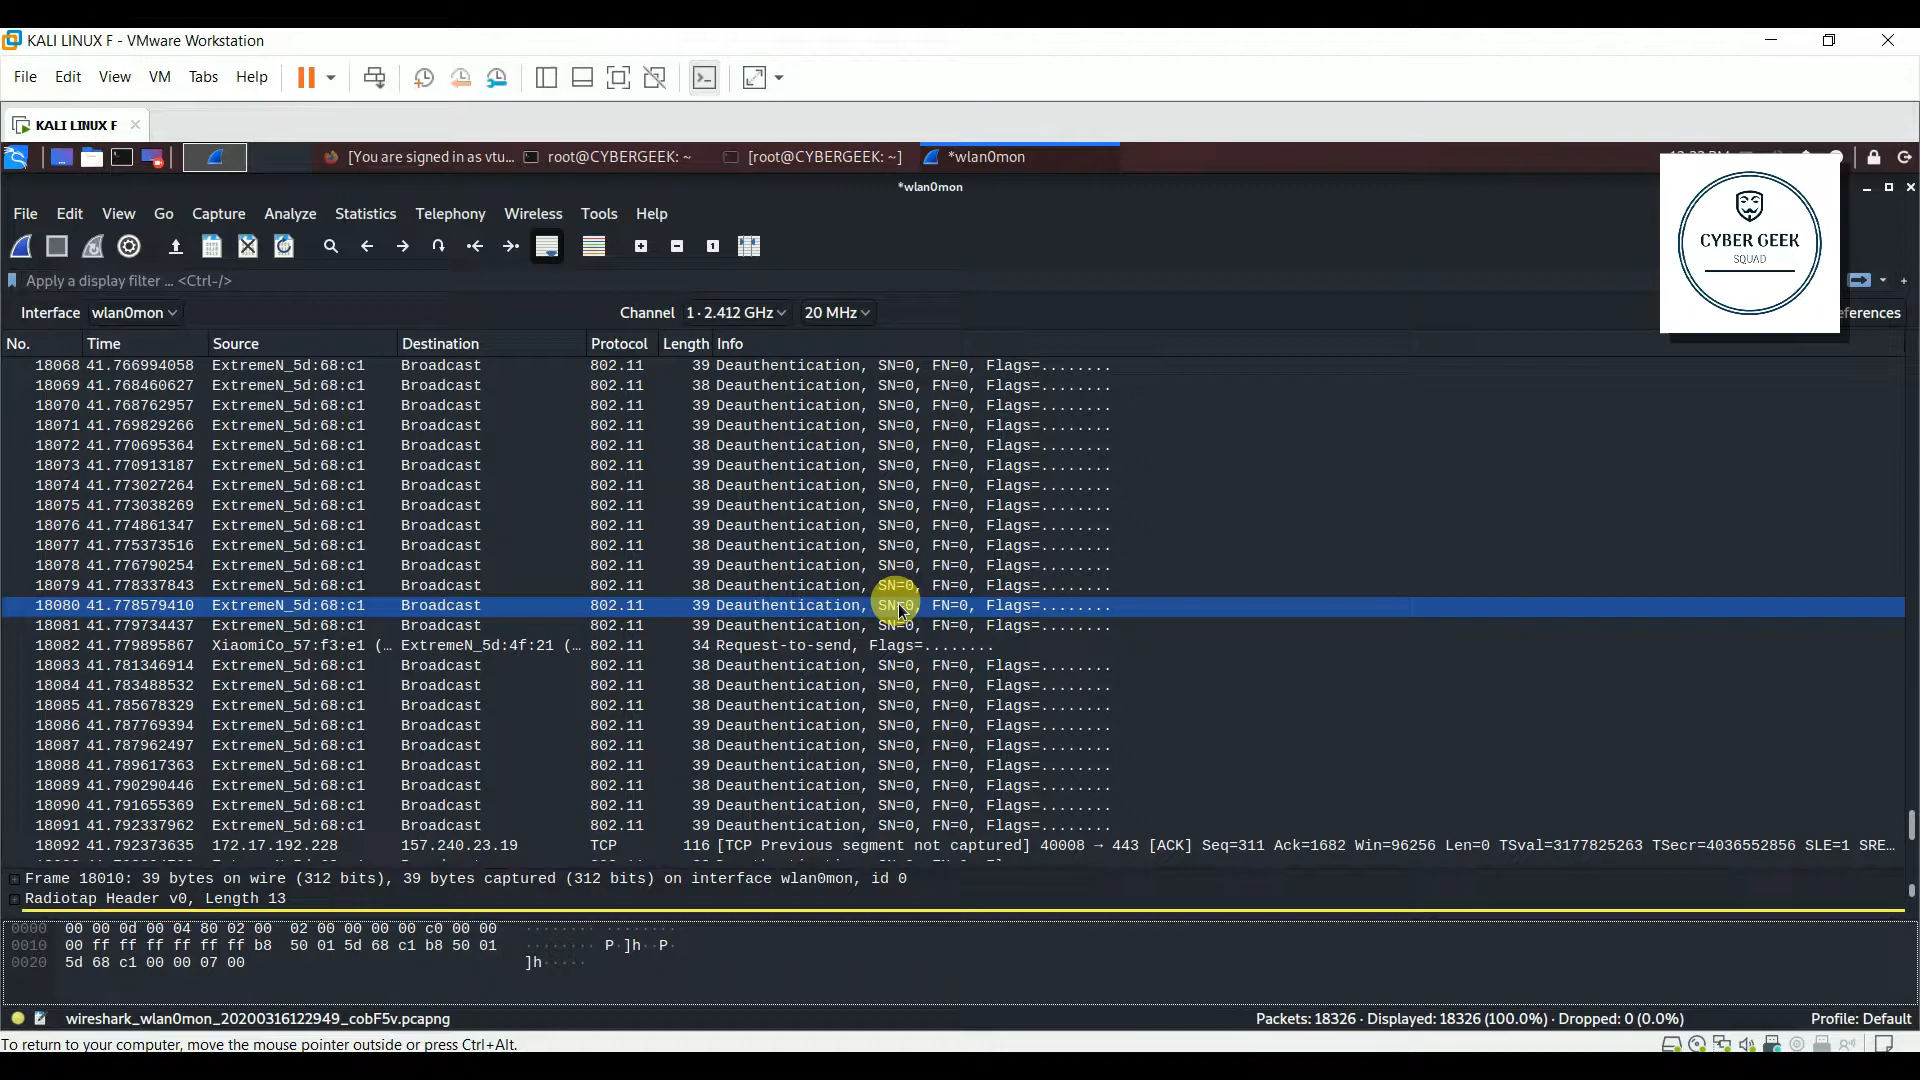 KALI LINUX F - VMware Workstation
File Edit View VM Tabs Help
KALI LINUX F
[You are signed in as vtu... root@CYBERGEEK: ~ [root@CYBERGEEK: ~] *wlan0mon
*wlan0mon
File Edit View Go Capture Analyze Statistics Telephony Wireless Tools Help
CYBER GEEK
SQUAD
Apply a display filter ... <Ctrl-/>
Interface wlan0mon Channel 1 · 2.412 GHz 20 MHz
No. Time Source Destination Protocol Length Info
18068 41.766994058 ExtremeN_5d:68:c1 Broadcast 802.11 39 Deauthentication, SN=0, FN=0, Flags=........
18069 41.768460627 ExtremeN_5d:68:c1 Broadcast 802.11 38 Deauthentication, SN=0, FN=0, Flags=........
18070 41.768762957 ExtremeN_5d:68:c1 Broadcast 802.11 39 Deauthentication, SN=0, FN=0, Flags=........
18071 41.769829266 ExtremeN_5d:68:c1 Broadcast 802.11 39 Deauthentication, SN=0, FN=0, Flags=........
18072 41.770695364 ExtremeN_5d:68:c1 Broadcast 802.11 38 Deauthentication, SN=0, FN=0, Flags=........
18073 41.770913187 ExtremeN_5d:68:c1 Broadcast 802.11 39 Deauthentication, SN=0, FN=0, Flags=........
18074 41.773027264 ExtremeN_5d:68:c1 Broadcast 802.11 38 Deauthentication, SN=0, FN=0, Flags=........
18075 41.773038269 ExtremeN_5d:68:c1 Broadcast 802.11 39 Deauthentication, SN=0, FN=0, Flags=........
18076 41.774861347 ExtremeN_5d:68:c1 Broadcast 802.11 39 Deauthentication, SN=0, FN=0, Flags=........
18077 41.775373516 ExtremeN_5d:68:c1 Broadcast 802.11 38 Deauthentication, SN=0, FN=0, Flags=........
18078 41.776790254 ExtremeN_5d:68:c1 Broadcast 802.11 39 Deauthentication, SN=0, FN=0, Flags=........
18079 41.778337843 ExtremeN_5d:68:c1 Broadcast 802.11 38 Deauthentication, SN=0, FN=0, Flags=........
18080 41.778579410 ExtremeN_5d:68:c1 Broadcast 802.11 39 Deauthentication, SN=0, FN=0, Flags=........
18081 41.779734437 ExtremeN_5d:68:c1 Broadcast 802.11 39 Deauthentication, SN=0, FN=0, Flags=........
18082 41.779895867 XiaomiCo_57:f3:e1 (... ExtremeN_5d:4f:21 (... 802.11 34 Request-to-send, Flags=........
18083 41.781346914 ExtremeN_5d:68:c1 Broadcast 802.11 38 Deauthentication, SN=0, FN=0, Flags=........
18084 41.783488532 ExtremeN_5d:68:c1 Broadcast 802.11 38 Deauthentication, SN=0, FN=0, Flags=........
18085 41.785678329 ExtremeN_5d:68:c1 Broadcast 802.11 38 Deauthentication, SN=0, FN=0, Flags=........
18086 41.787769394 ExtremeN_5d:68:c1 Broadcast 802.11 39 Deauthentication, SN=0, FN=0, Flags=........
18087 41.787962497 ExtremeN_5d:68:c1 Broadcast 802.11 38 Deauthentication, SN=0, FN=0, Flags=........
18088 41.789617363 ExtremeN_5d:68:c1 Broadcast 802.11 39 Deauthentication, SN=0, FN=0, Flags=........
18089 41.790290446 ExtremeN_5d:68:c1 Broadcast 802.11 38 Deauthentication, SN=0, FN=0, Flags=........
18090 41.791655369 ExtremeN_5d:68:c1 Broadcast 802.11 39 Deauthentication, SN=0, FN=0, Flags=........
18091 41.792337962 ExtremeN_5d:68:c1 Broadcast 802.11 39 Deauthentication, SN=0, FN=0, Flags=........
18092 41.792373635 172.17.192.228 157.240.23.19 TCP 116 [TCP Previous segment not captured] 40008 → 443 [ACK] Seq=311 Ack=1682 Win=96256 Len=0 TSval=3177825263 TSecr=4036552856 SLE=1 SRE...
Frame 18010: 39 bytes on wire (312 bits), 39 bytes captured (312 bits) on interface wlan0mon, id 0
Radiotap Header v0, Length 13
0000 00 00 0d 00 04 80 02 00 02 00 00 00 00 c0 00 00 ········ ········
0010 00 ff ff ff ff ff ff b8 50 01 5d 68 c1 b8 50 01 ········ P·]h··P·
0020 5d 68 c1 00 00 07 00 ]h·····
wireshark_wlan0mon_20200316122949_cobF5v.pcapng Packets: 18326 · Displayed: 18326 (100.0%) · Dropped: 0 (0.0%) Profile: Default
To return to your computer, move the mouse pointer outside or press Ctrl+Alt.